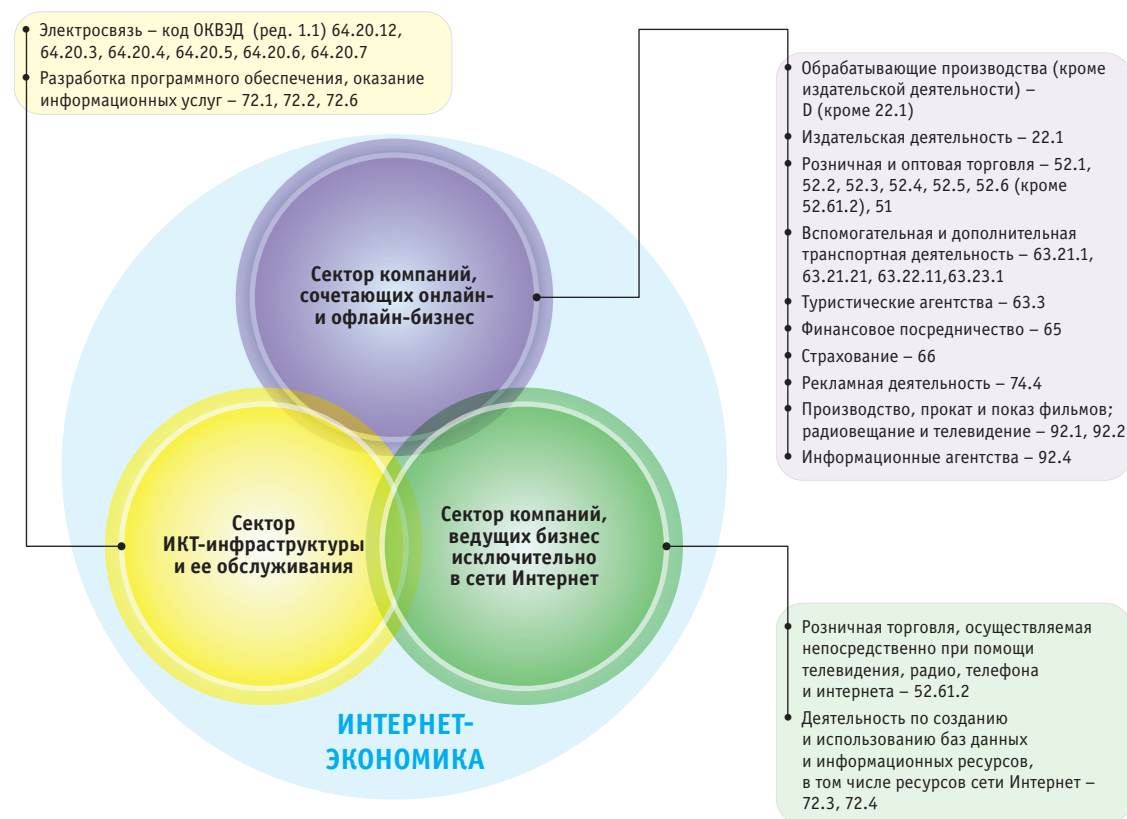 Электросвязь – код ОКВЭД (ред. 1.1) 64.20.12,
64.20.3, 64.20.4, 64.20.5, 64.20.6, 64.20.7
Разработка программного обеспечения, оказание
информационных услуг – 72.1, 72.2, 72.6
Обрабатывающие производства (кроме
издательской деятельности) –
D (кроме 22.1)
Издательская деятельность – 22.1
Розничная и оптовая торговля – 52.1,
52.2, 52.3, 52.4, 52.5, 52.6 (кроме
52.61.2), 51
Вспомогательная и дополнительная
транспортная деятельность – 63.21.1,
63.21.21, 63.22.11,63.23.1
Туристические агентства – 63.3
Финансовое посредничество – 65
Страхование – 66
Рекламная деятельность – 74.4
Производство, прокат и показ фильмов;
радиовещание и телевидение – 92.1, 92.2
Информационные агентства – 92.4
Сектор компаний,
сочетающих онлайн-
и офлайн-бизнес
Сектор
ИКТ-инфраструктуры
и ее обслуживания
Сектор компаний,
ведущих бизнес
исключительно
в сети Интернет
Розничная торговля, осуществляемая
непосредственно при помощи
телевидения, радио, телефона
и интернета – 52.61.2
Деятельность по созданию
и использованию баз данных
и информационных ресурсов,
в том числе ресурсов сети Интернет –
72.3, 72.4
ИНТЕРНЕТ-
ЭКОНОМИКА